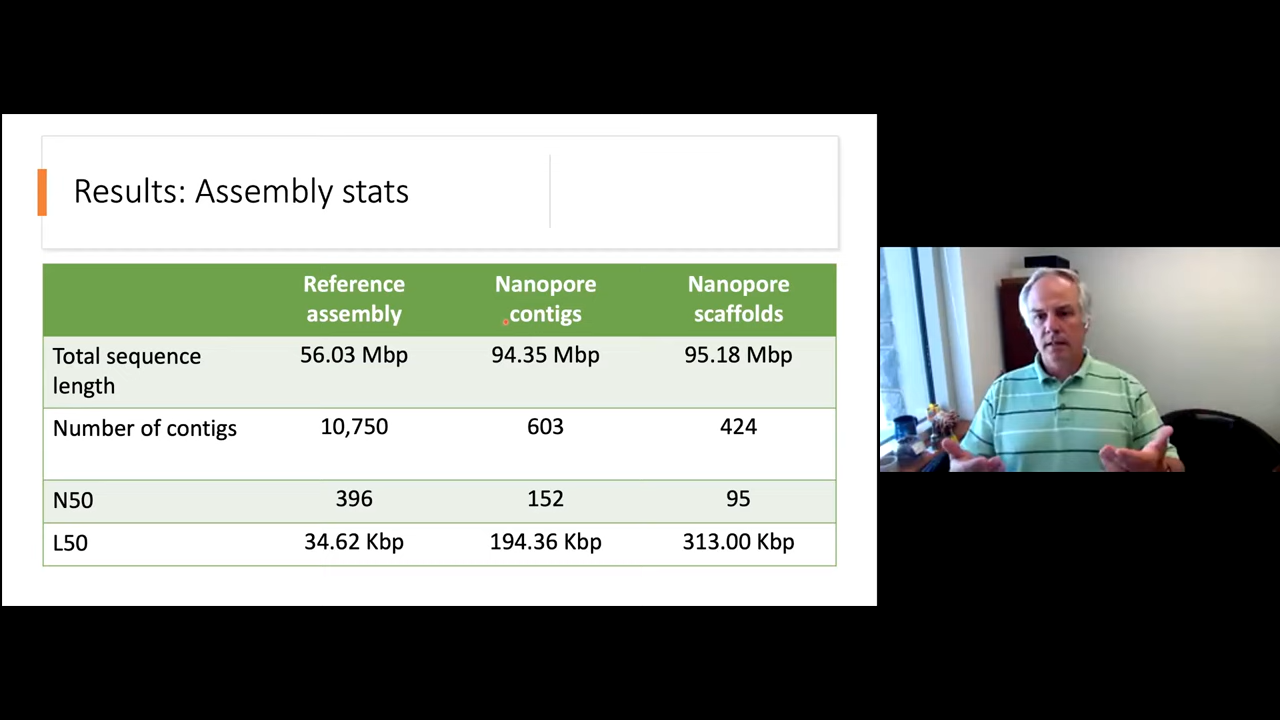 Results: Assembly stats
Reference assembly
Nanopore contigs
Nanopore scaffolds
Total sequence length
56.03 Mbp
94.35 Mbp
95.18 Mbp
Number of contigs
10,750
603
424
N50
396
152
95
L50
34.62 Kbp
194.36 Kbp
313.00 Kbp